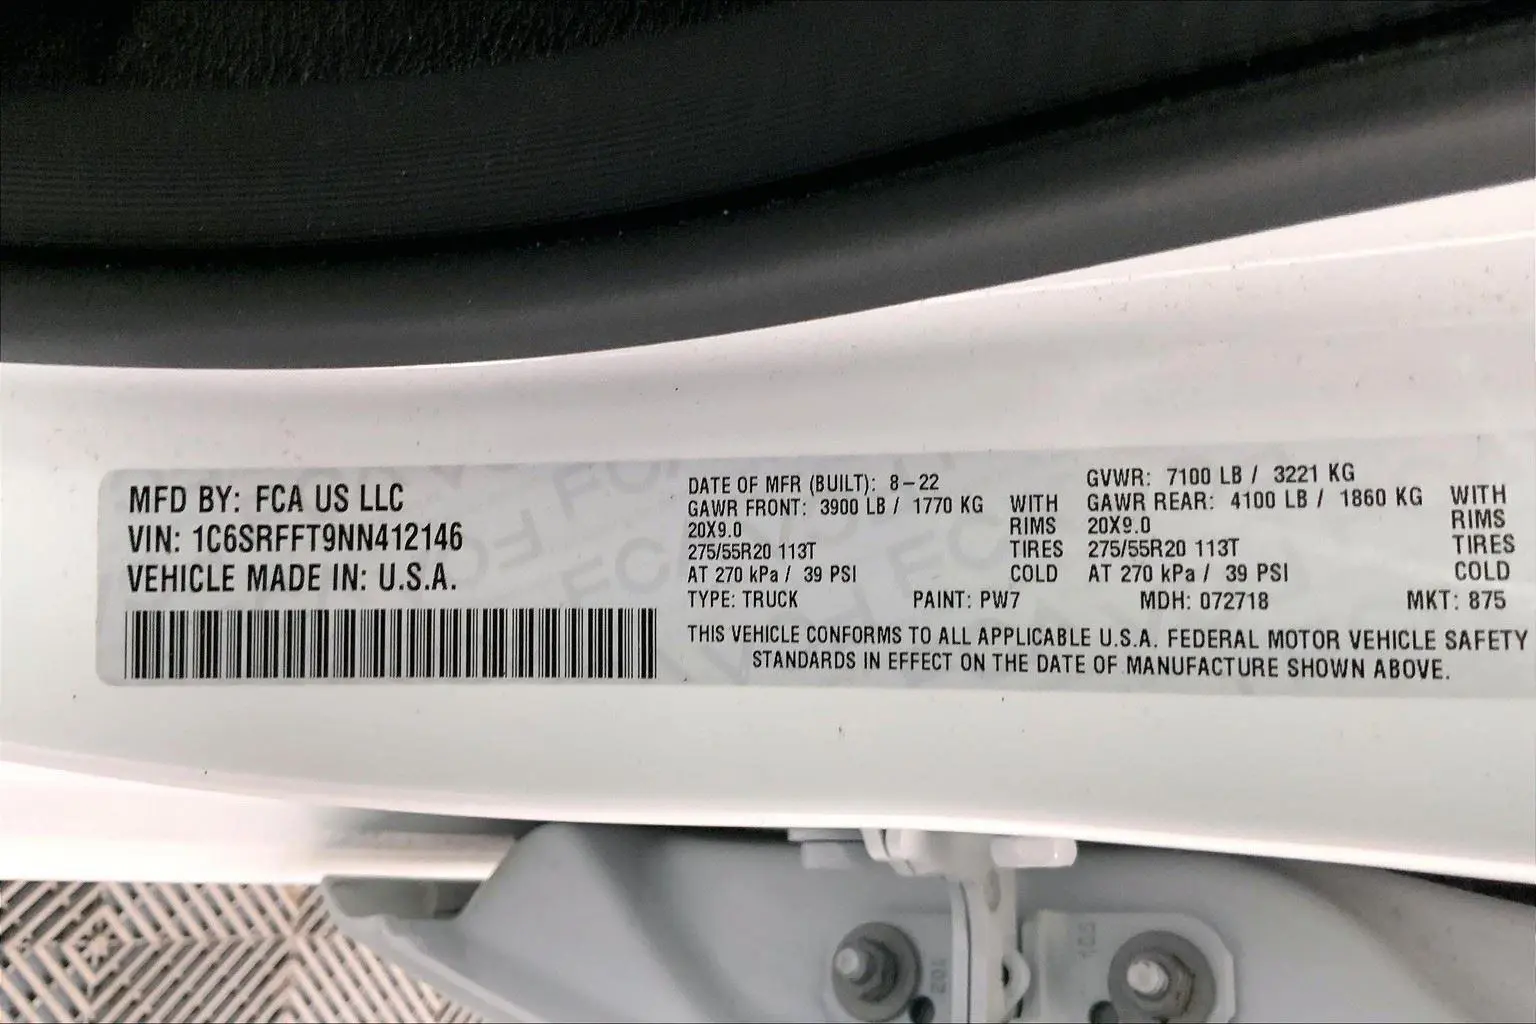 MFD BY: FCA US LLC
VIN: 1C6SRFFT9NN412146
VEHICLE MADE IN: U.S.A.
DATE OF MFR (BUILT): 8-22 GVWR: 7100 LB / 3221 KG
GAWR FRONT: 3900 LB / 1770 KG WITH GAWR REAR: 4100 LB / 1860 KG WITH
20X9.0 RIMS 20X9.0 RIMS
275/55R20 113T TIRES 275/55R20 113T TIRES
AT 270 kPa / 39 PSI COLD AT 270 kPa / 39 PSI COLD
TYPE: TRUCK PAINT: PW7 MDH: 072718 MKT: 875
THIS VEHICLE CONFORMS TO ALL APPLICABLE U.S.A. FEDERAL MOTOR VEHICLE SAFETY
STANDARDS IN EFFECT ON THE DATE OF MANUFACTURE SHOWN ABOVE.